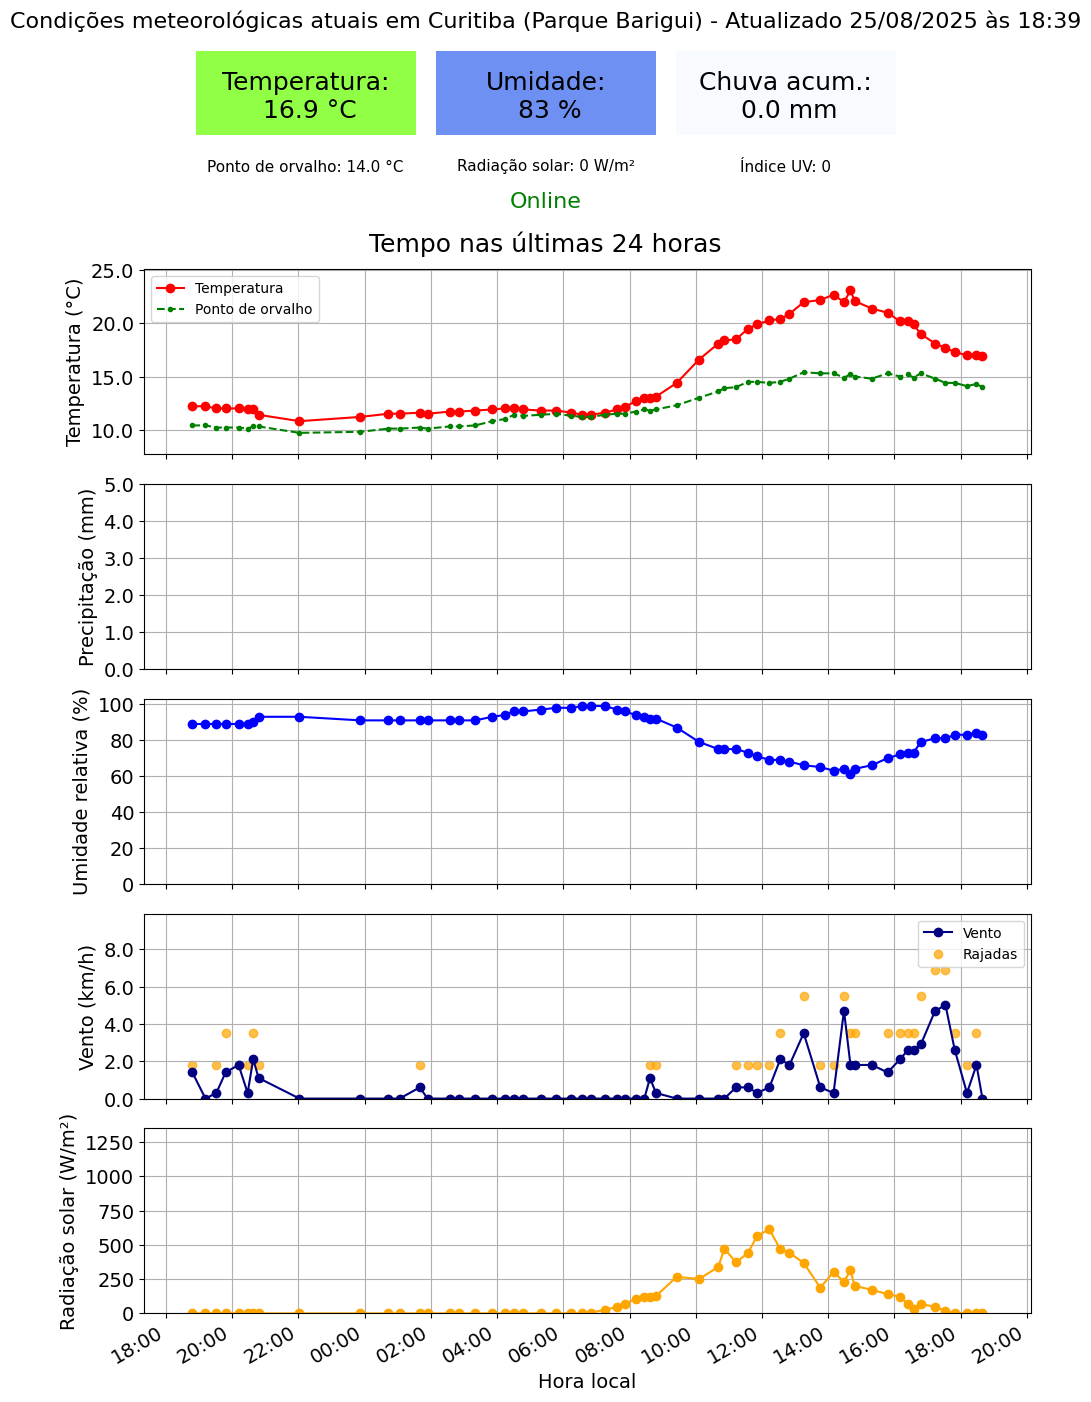 Condições meteorológicas atuais em Curitiba (Parque Barigui) - Atualizado 25/08/2025 às 18:39
Temperatura:
16.9 °C
Umidade:
83 %
Chuva acum.:
0.0 mm
Ponto de orvalho: 14.0 °C
Radiação solar: 0 W/m²
Índice UV: 0
Online
Tempo nas últimas 24 horas
Temperatura (°C)
25.0
20.0
15.0
10.0
Temperatura
Ponto de orvalho
Precipitação (mm)
5.0
4.0
3.0
2.0
1.0
0.0
Umidade relativa (%)
100
80
60
40
20
0
Vento (km/h)
8.0
6.0
4.0
2.0
0.0
Vento
Rajadas
Radiação solar (W/m²)
1250
1000
750
500
250
0
18:00
20:00
22:00
00:00
02:00
04:00
06:00
08:00
10:00
12:00
14:00
16:00
18:00
20:00
Hora local